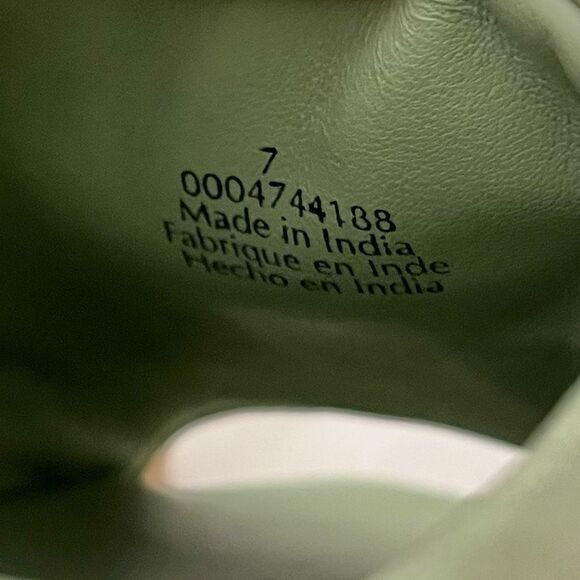 7
0004744188
Made in India
Fabrique en Inde
Hecho en India